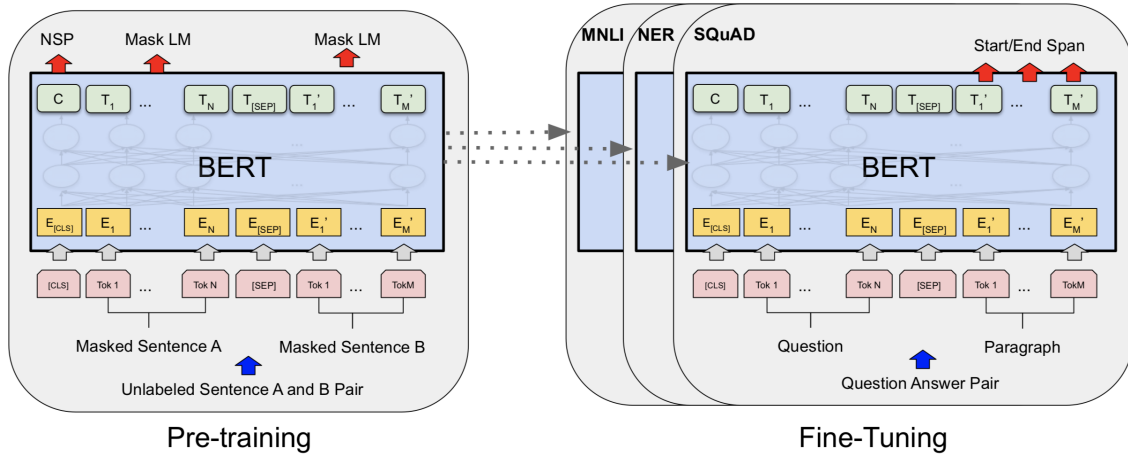 NSP Mask LM Mask LM
C T1 ... TN T[SEP] T1' ... TM'
...
BERT
...
E[CLS] E1 ... EN E[SEP] E1' ... EM'
[CLS] Tok 1 ... Tok N [SEP] Tok 1 ... TokM
Masked Sentence A Masked Sentence B
Unlabeled Sentence A and B Pair
Pre-training
MNLI NER SQuAD
Start/End Span
C T1 ... TN T[SEP] T1' ... TM'
...
BERT
...
E[CLS] E1 ... EN E[SEP] E1' ... EM'
[CLS] Tok 1 ... Tok N [SEP] Tok 1 ... TokM
Question Paragraph
Question Answer Pair
Fine-Tuning